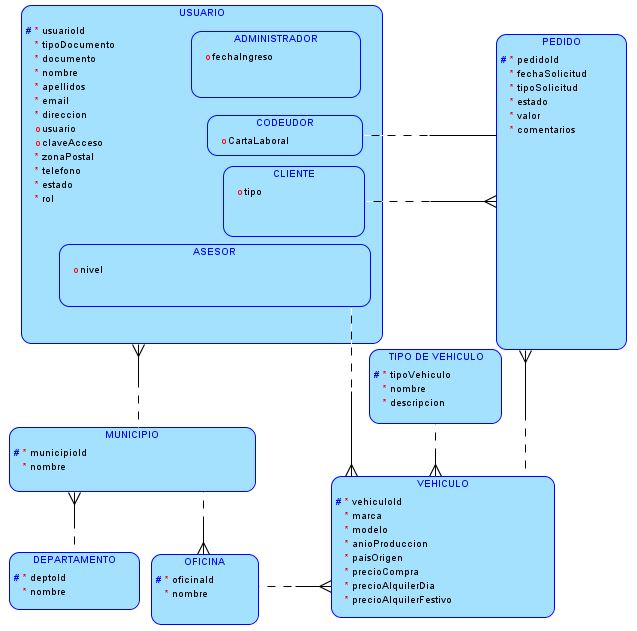 USUARIO
# * usuarioId
* tipoDocumento
* documento
* nombre
* apellidos
* email
* direccion
o usuario
o claveAcceso
* zonaPostal
* telefono
* estado
* rol
ADMINISTRADOR
o fechaIngreso
CODEUDOR
o CartaLaboral
CLIENTE
o tipo
ASESOR
o nivel
PEDIDO
# * pedidoId
* fechaSolicitud
* tipoSolicitud
* estado
* valor
* comentarios
TIPO DE VEHICULO
# * tipoVehiculo
* nombre
* descripcion
MUNICIPIO
# * municipioId
* nombre
DEPARTAMENTO
# * deptoId
* nombre
OFICINA
# * oficinaId
* nombre
VEHICULO
# * vehiculoId
* marca
* modelo
* anioProduccion
* paisOrigen
* precioCompra
* precioAlquilerDia
* precioAlquilerFestivo